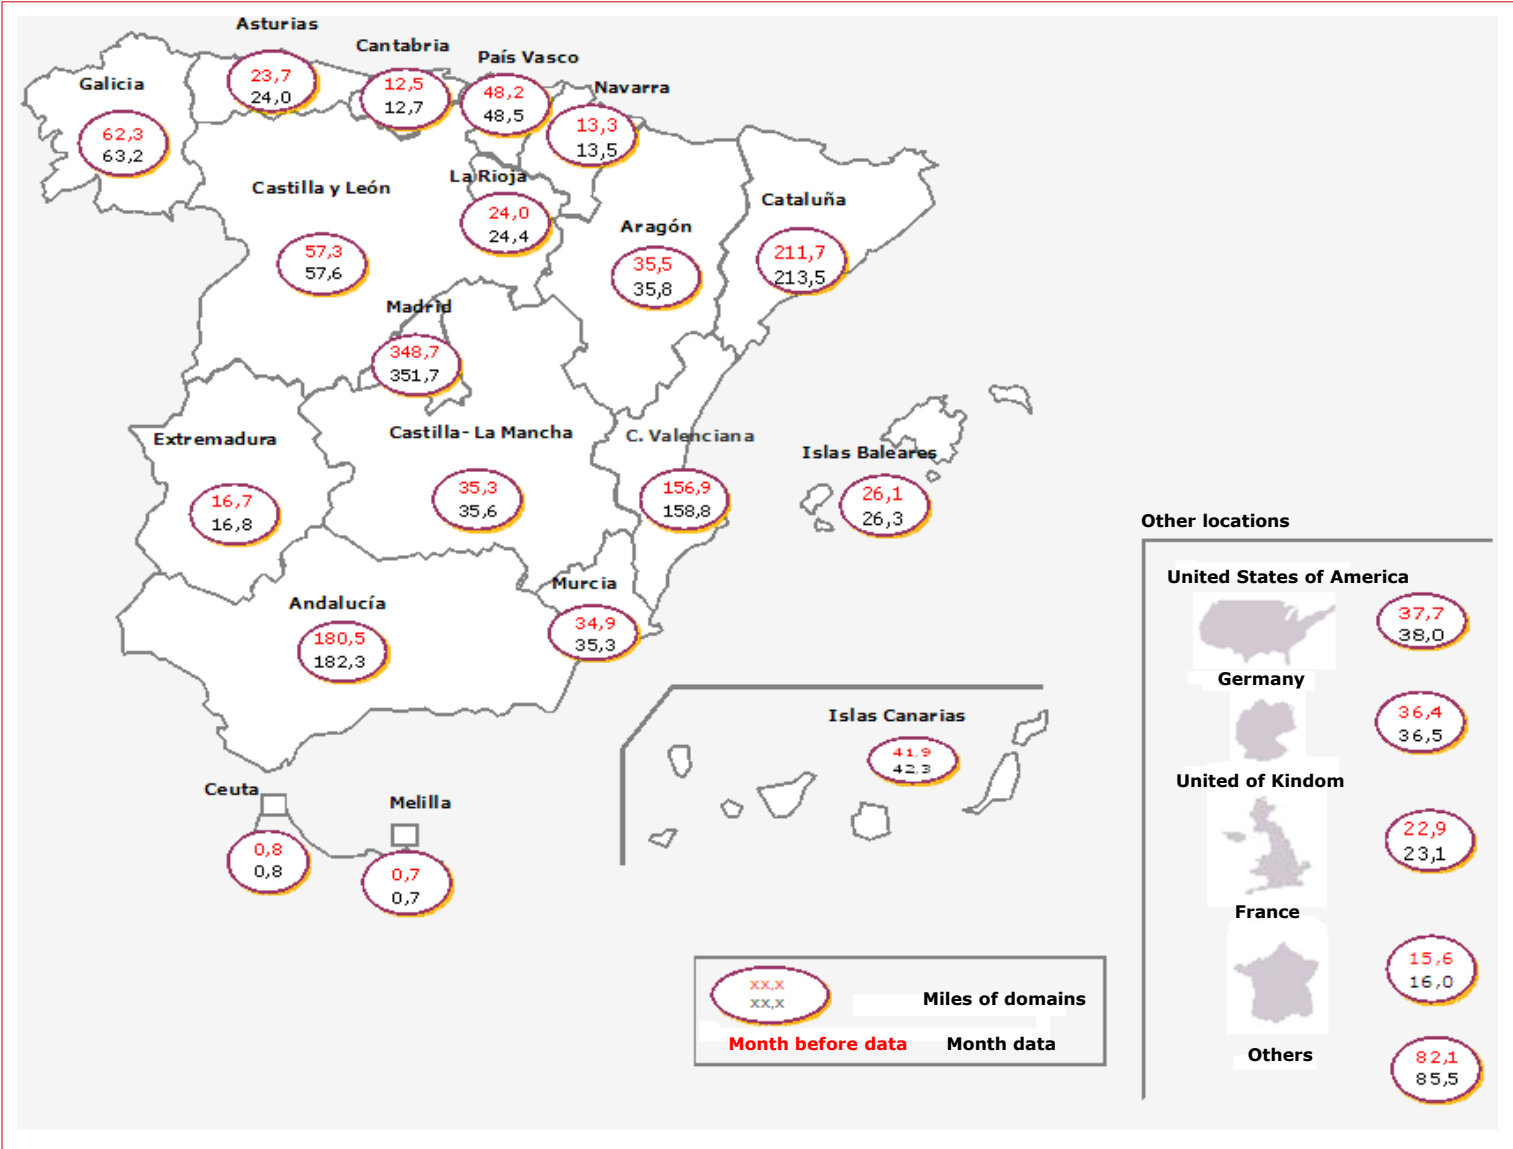 Asturias
23,7
24,0
Cantabria
12,5
12,7
País Vasco
48,2
48,5
Navarra
13,3
13,5
Galicia
62,3
63,2
Castilla y León
57,3
57,6
La Rioja
24,0
24,4
Aragón
35,5
35,8
Cataluña
211,7
213,5
Madrid
348,7
351,7
Extremadura
16,7
16,8
Castilla- La Mancha
35,3
35,6
C. Valenciana
156,9
158,8
Islas Baleares
26,1
26,3
Andalucía
180,5
182,3
Murcia
34,9
35,3
Islas Canarias
41,9
42,3
Ceuta
0,8
0,8
Melilla
0,7
0,7
Other locations
United States of America
37,7
38,0
Germany
36,4
36,5
United of Kindom
22,9
23,1
France
15,6
16,0
Others
82,1
85,5
xx,x
xx,x
Miles of domains
Month before data Month data